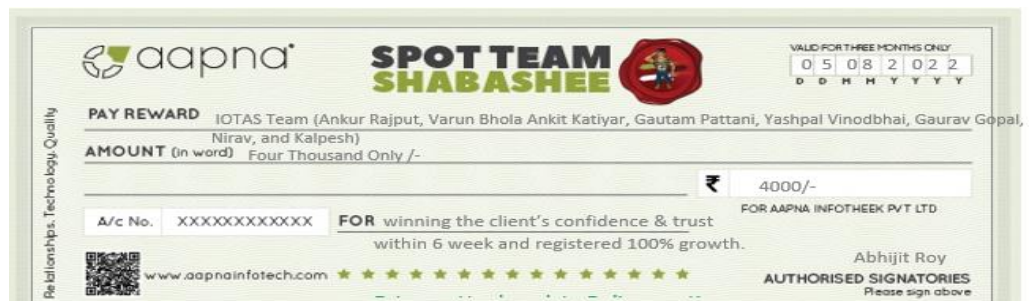 aapna
SPOT TEAM
SHABASHEE
VALID FOR THREE MONTHS ONLY
0 5 0 8 2 0 2 2
D D M M Y Y Y Y
PAY REWARD IOTAS Team (Ankur Rajput, Varun Bhola Ankit Katiyar, Gautam Pattani, Yashpal Vinodbhai, Gaurav Gopal,
Nirav, and Kalpesh)
AMOUNT (in word) Four Thousand Only /-
₹ 4000/-
FOR AAPNA INFOTHEEK PVT LTD
A/c No. XXXXXXXXXXXX FOR winning the client's confidence & trust
within 6 week and registered 100% growth.
Abhijit Roy
www.aapnainfotech.com
AUTHORISED SIGNATORIES
Please sign above
Relationships. Technology. Quality